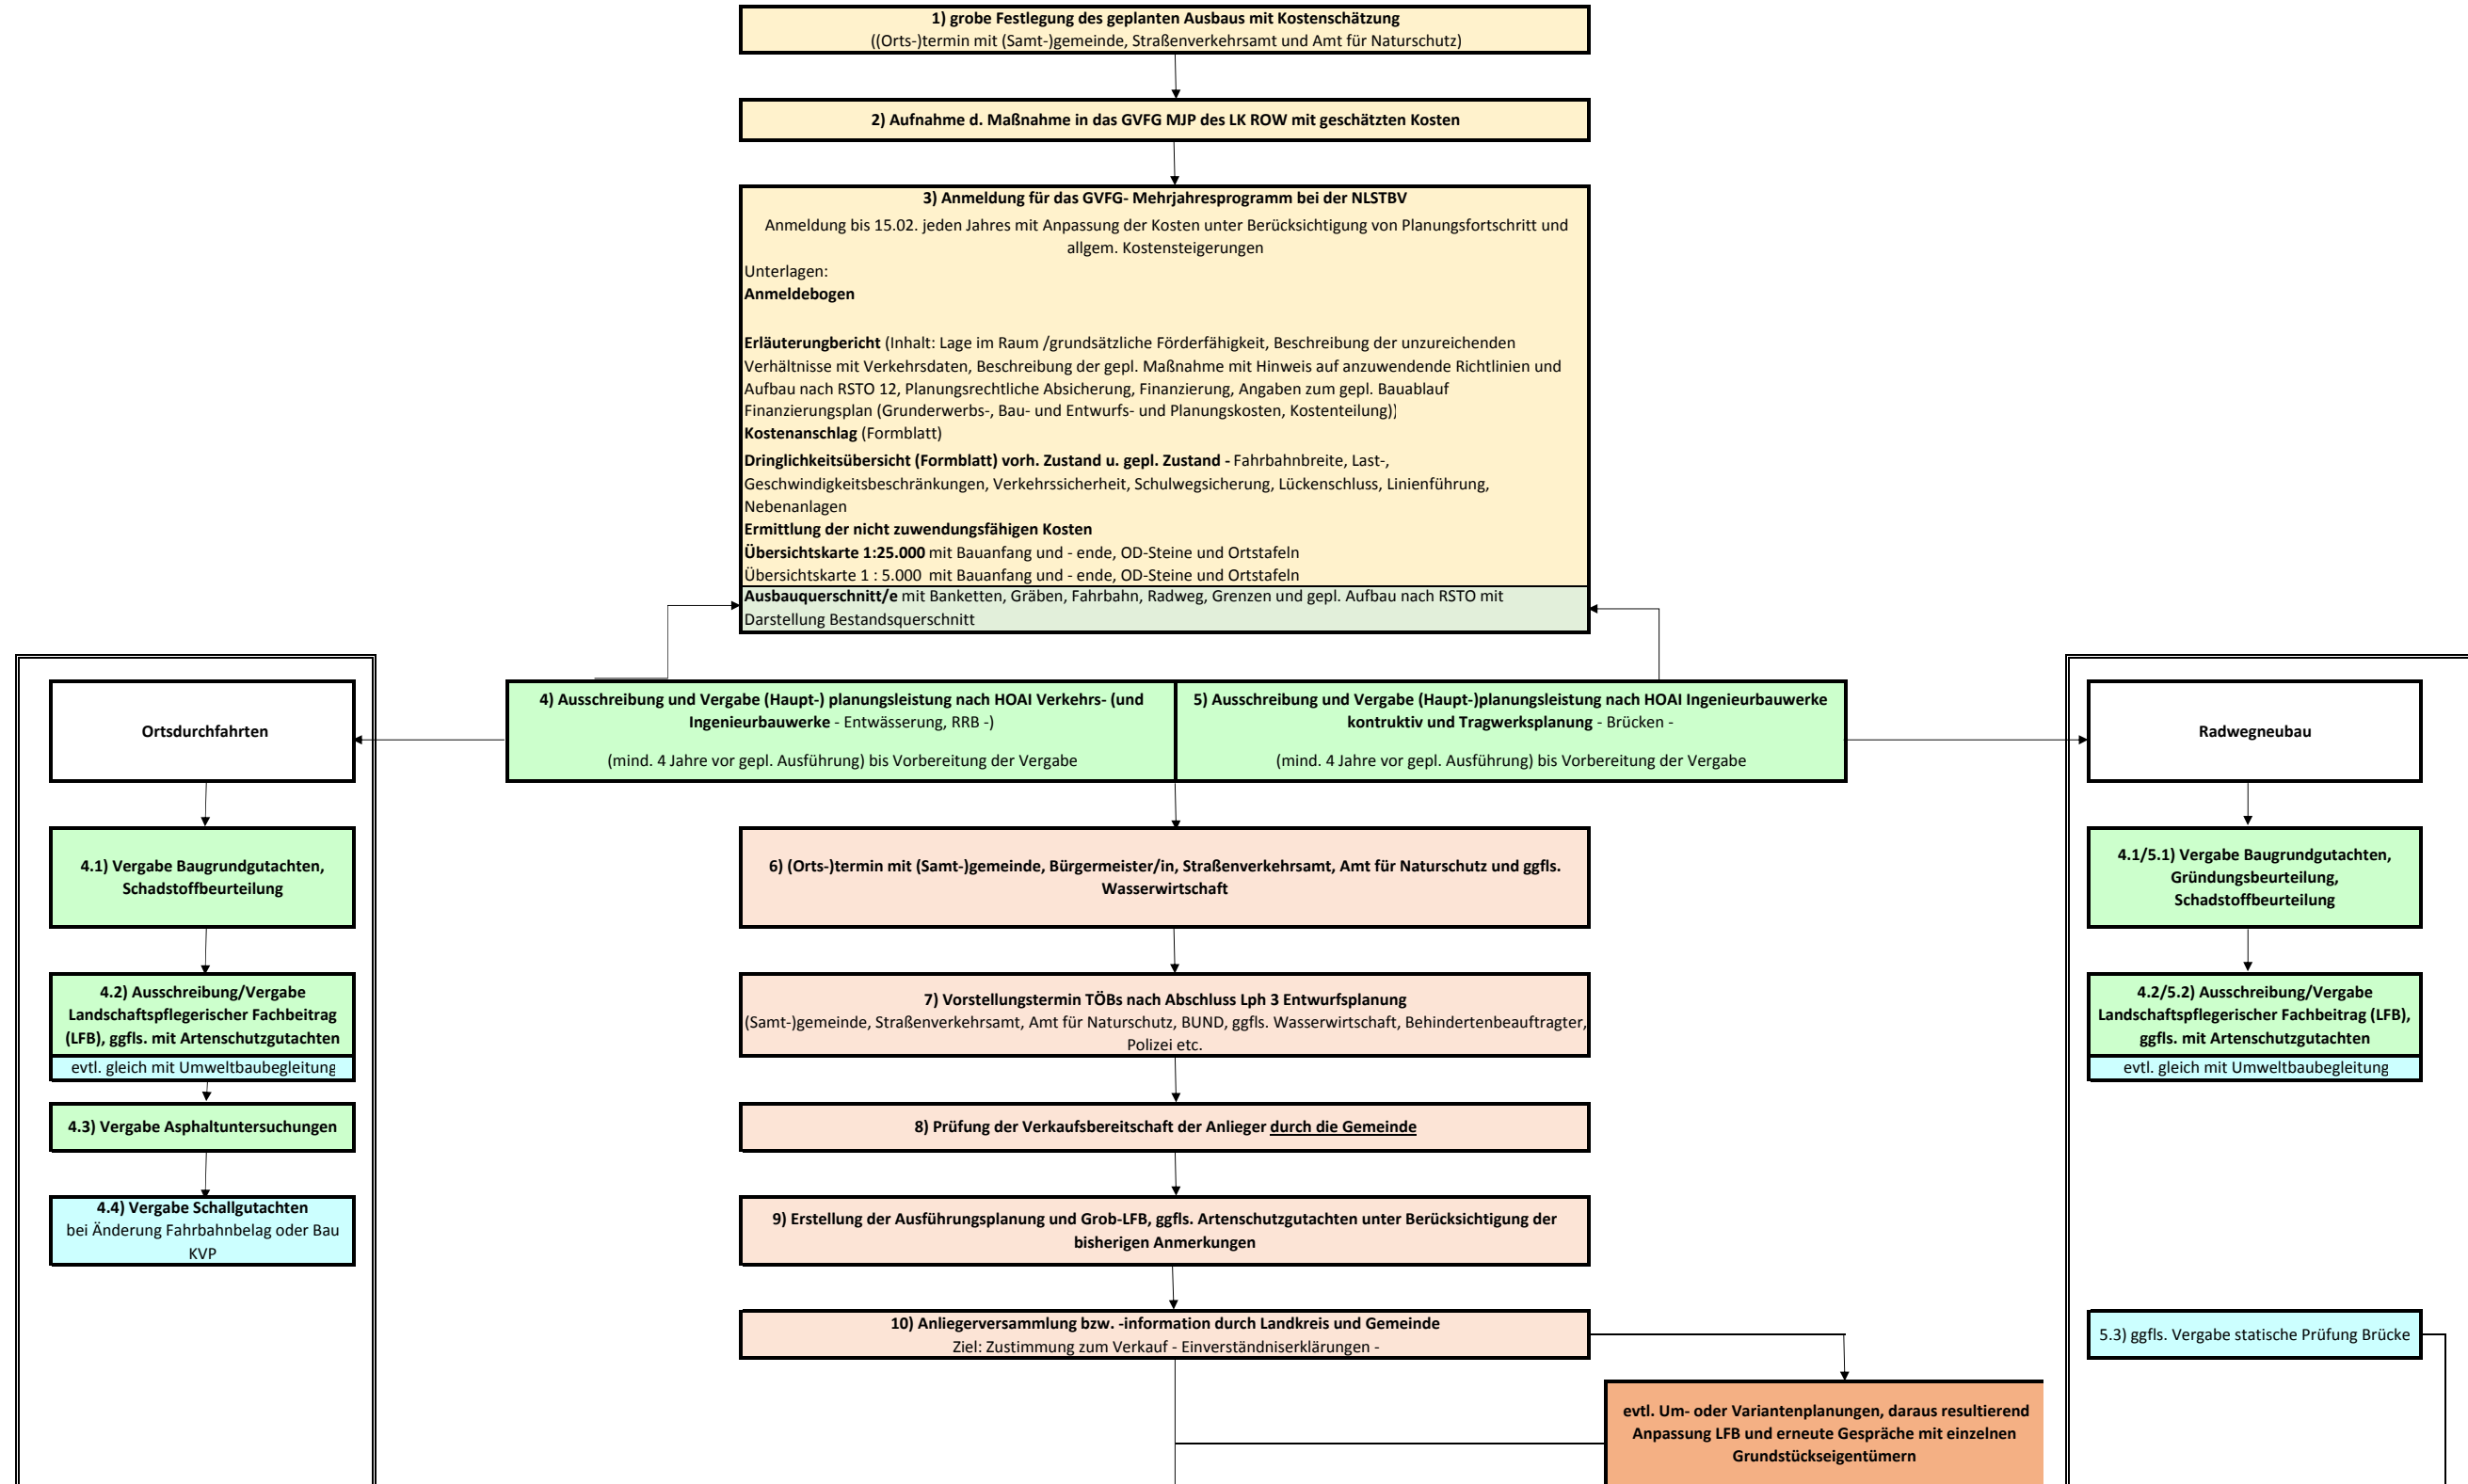 1) grobe Festlegung des geplanten Ausbaus mit Kostenschätzung
((Orts-)termin mit (Samt-)gemeinde, Straßenverkehrsamt und Amt für Naturschutz)
2) Aufnahme d. Maßnahme in das GVFG MJP des LK ROW mit geschätzten Kosten
3) Anmeldung für das GVFG- Mehrjahresprogramm bei der NLSTBV
Anmeldung bis 15.02. jeden Jahres mit Anpassung der Kosten unter Berücksichtigung von Planungsfortschritt und
allgem. Kostensteigerungen
Unterlagen:
Anmeldebogen
Erläuterungbericht (Inhalt: Lage im Raum /grundsätzliche Förderfähigkeit, Beschreibung der unzureichenden
Verhältnisse mit Verkehrsdaten, Beschreibung der gepl. Maßnahme mit Hinweis auf anzuwendende Richtlinien und
Aufbau nach RSTO 12, Planungsrechtliche Absicherung, Finanzierung, Angaben zum gepl. Bauablauf
Finanzierungsplan (Grunderwerbs-, Bau- und Entwurfs- und Planungskosten, Kostenteilung))
Kostenanschlag (Formblatt)
Dringlichkeitsübersicht (Formblatt) vorh. Zustand u. gepl. Zustand - Fahrbahnbreite, Last-,
Geschwindigkeitsbeschränkungen, Verkehrssicherheit, Schulwegsicherung, Lückenschluss, Linienführung,
Nebenanlagen
Ermittlung der nicht zuwendungsfähigen Kosten
Übersichtskarte 1:25.000 mit Bauanfang und - ende, OD-Steine und Ortstafeln
Übersichtskarte 1 : 5.000 mit Bauanfang und - ende, OD-Steine und Ortstafeln
Ausbauquerschnitt/e mit Banketten, Gräben, Fahrbahn, Radweg, Grenzen und gepl. Aufbau nach RSTO mit
Darstellung Bestandsquerschnitt
Ortsdurchfahrten
4) Ausschreibung und Vergabe (Haupt-) planungsleistung nach HOAI Verkehrs- (und
Ingenieurbauwerke - Entwässerung, RRB -)
(mind. 4 Jahre vor gepl. Ausführung) bis Vorbereitung der Vergabe
5) Ausschreibung und Vergabe (Haupt-)planungsleistung nach HOAI Ingenieurbauwerke
kontruktiv und Tragwerksplanung - Brücken -
(mind. 4 Jahre vor gepl. Ausführung) bis Vorbereitung der Vergabe
Radwegneubau
4.1) Vergabe Baugrundgutachten,
Schadstoffbeurteilung
6) (Orts-)termin mit (Samt-)gemeinde, Bürgermeister/in, Straßenverkehrsamt, Amt für Naturschutz und ggfls.
Wasserwirtschaft
4.1/5.1) Vergabe Baugrundgutachten,
Gründungsbeurteilung,
Schadstoffbeurteilung
4.2) Ausschreibung/Vergabe
Landschaftspflegerischer Fachbeitrag
(LFB), ggfls. mit Artenschutzgutachten
evtl. gleich mit Umweltbaubegleitung
7) Vorstellungstermin TÖBs nach Abschluss Lph 3 Entwurfsplanung
(Samt-)gemeinde, Straßenverkehrsamt, Amt für Naturschutz, BUND, ggfls. Wasserwirtschaft, Behindertenbeauftragter,
Polizei etc.
4.2/5.2) Ausschreibung/Vergabe
Landschaftspflegerischer Fachbeitrag (LFB),
ggfls. mit Artenschutzgutachten
evtl. gleich mit Umweltbaubegleitung
4.3) Vergabe Asphaltuntersuchungen
8) Prüfung der Verkaufsbereitschaft der Anlieger durch die Gemeinde
4.4) Vergabe Schallgutachten
bei Änderung Fahrbahnbelag oder Bau
KVP
9) Erstellung der Ausführungsplanung und Grob-LFB, ggfls. Artenschutzgutachten unter Berücksichtigung der
bisherigen Anmerkungen
10) Anliegerversammlung bzw. -information durch Landkreis und Gemeinde
Ziel: Zustimmung zum Verkauf - Einverständniserklärungen -
5.3) ggfls. Vergabe statische Prüfung Brücke
evtl. Um- oder Variantenplanungen, daraus resultierend
Anpassung LFB und erneute Gespräche mit einzelnen
Grundstückseigentümern